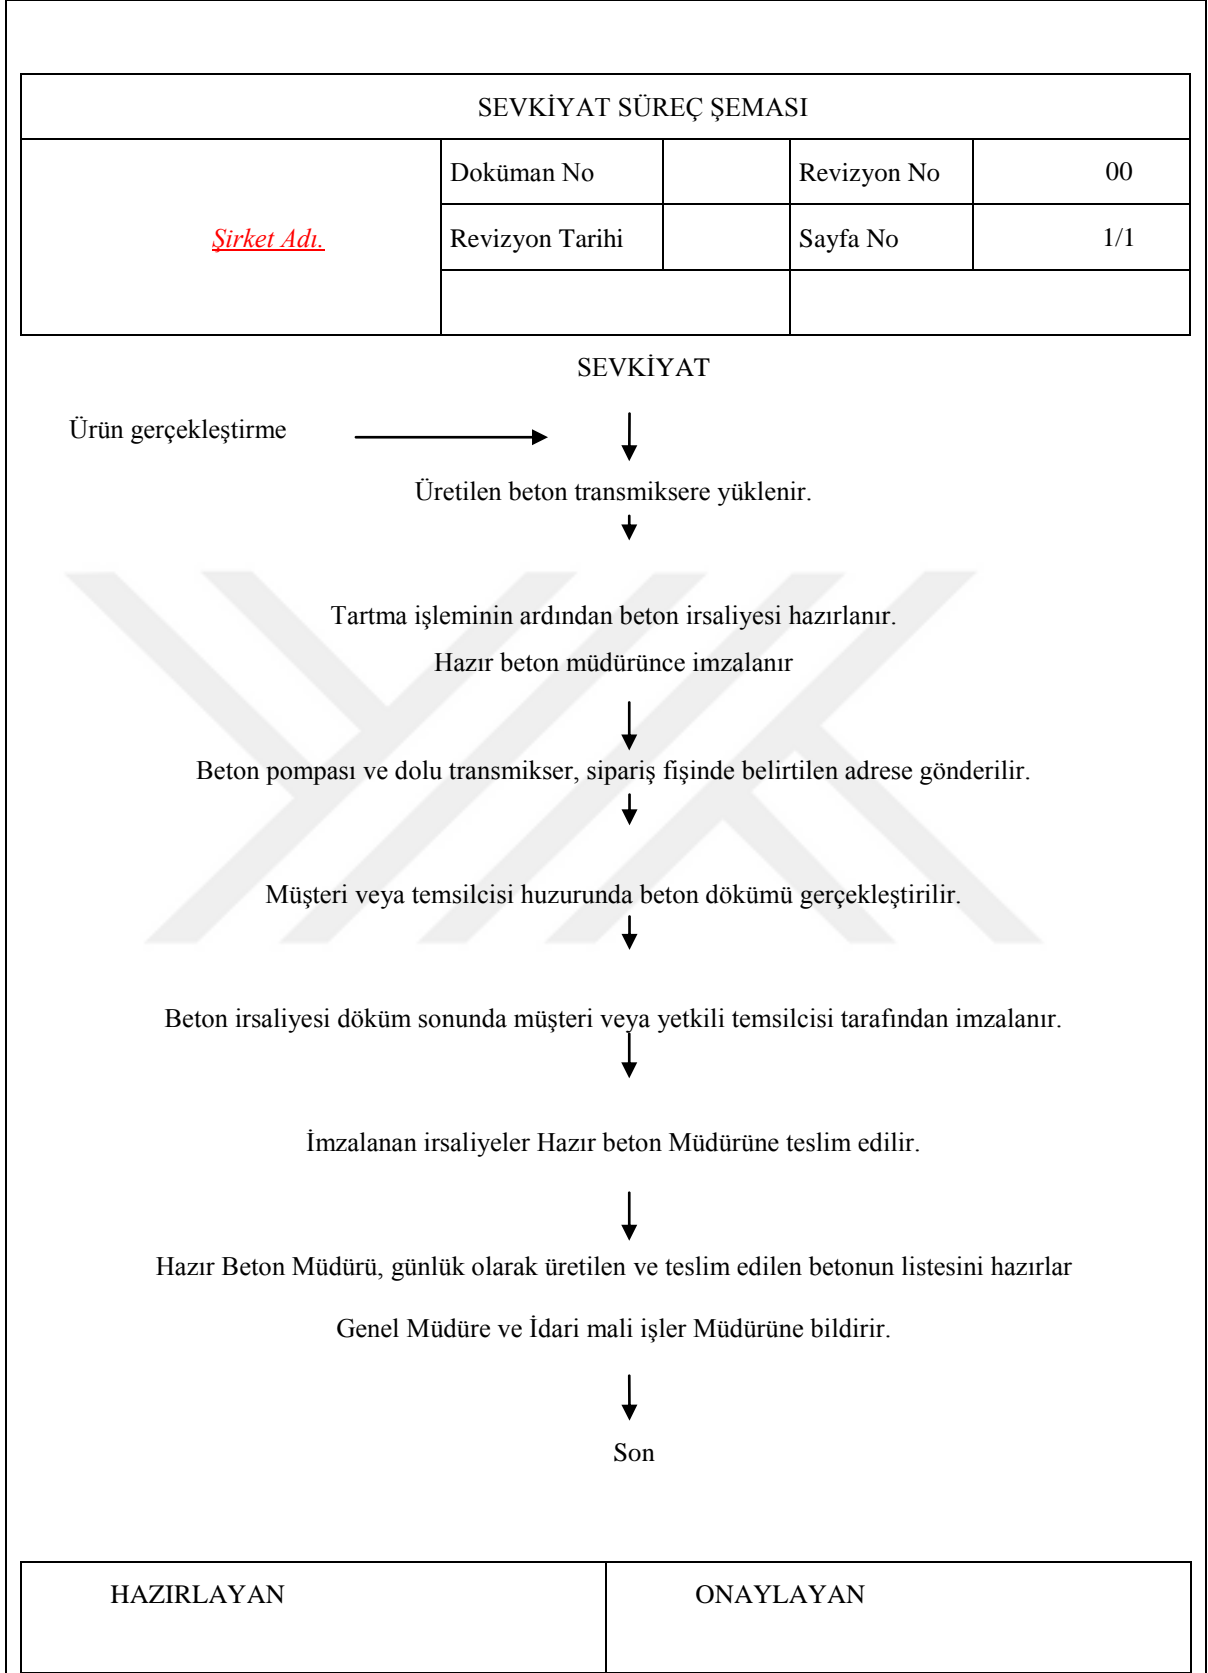 SEVKİYAT SÜREÇ ŞEMASI
Şirket Adı.
Doküman No
Revizyon No
00
Revizyon Tarihi
Sayfa No
1/1
SEVKİYAT
Ürün gerçekleştirme
Üretilen beton transmiksere yüklenir.
Tartma işleminin ardından beton irsaliyesi hazırlanır.
Hazır beton müdürünce imzalanır
Beton pompası ve dolu transmikser, sipariş fişinde belirtilen adrese gönderilir.
Müşteri veya temsilcisi huzurunda beton dökümü gerçekleştirilir.
Beton irsaliyesi döküm sonunda müşteri veya yetkili temsilcisi tarafından imzalanır.
İmzalanan irsaliyeler Hazır beton Müdürüne teslim edilir.
Hazır Beton Müdürü, günlük olarak üretilen ve teslim edilen betonun listesini hazırlar
Genel Müdüre ve İdari mali işler Müdürüne bildirir.
Son
HAZIRLAYAN
ONAYLAYAN